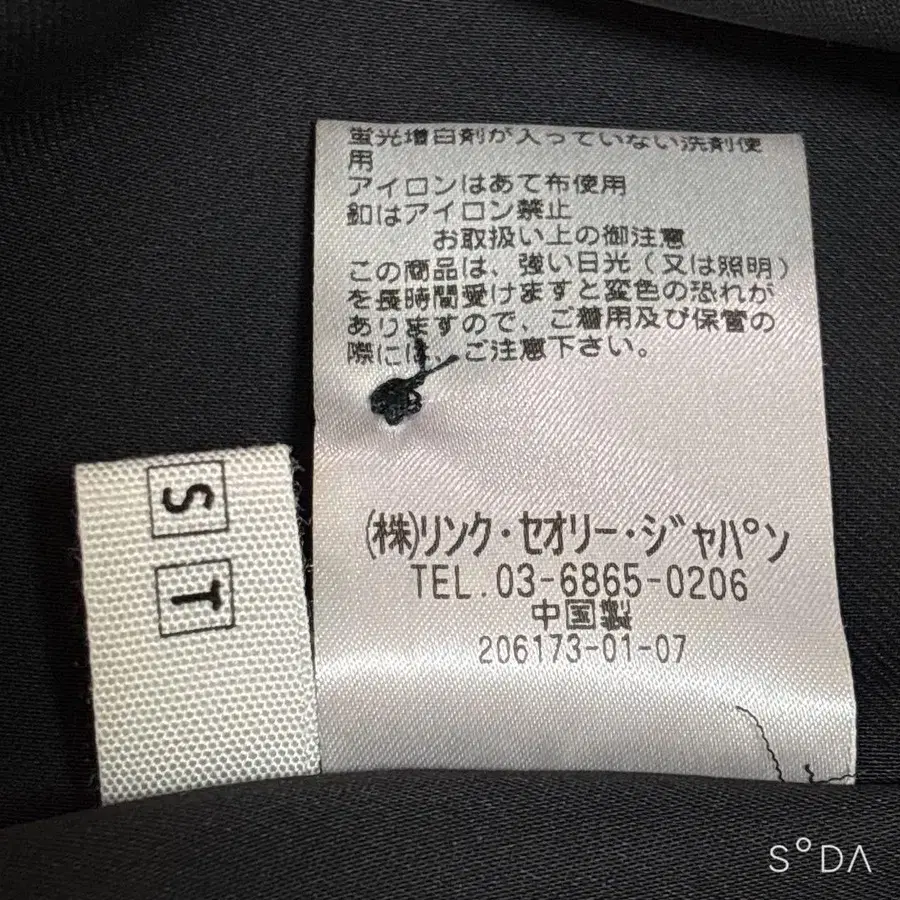 蛍光増白剤が入っていない洗剤使
用
アイロンはあて布使用
釦はアイロン禁止
お取扱い上の御注意
この商品は、強い日光(又は照明)
を長時間受けますと変色の恐れが
ありますので、ご着用及び保管の
際には、ご注意下さい。
(株)リンク・セオリー・ジャパン
TEL.03-6865-0206
中国製
206173-01-07
S
T
SODA